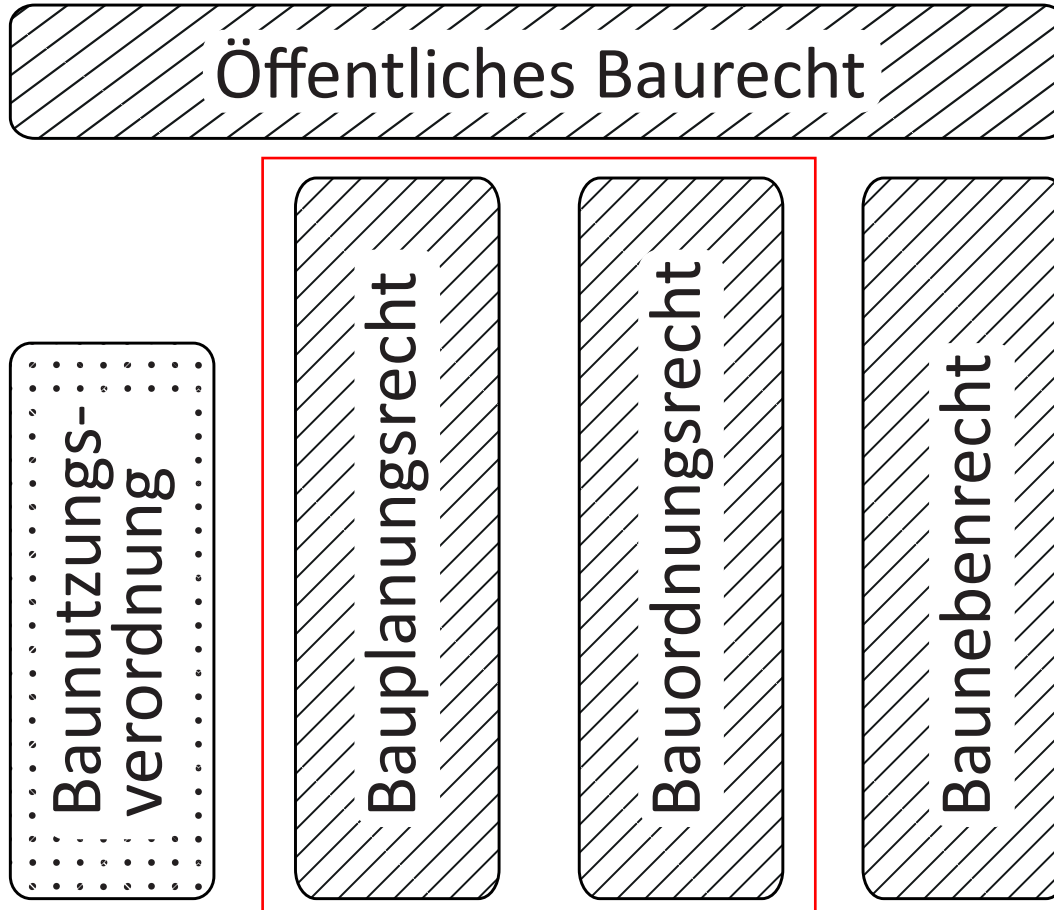 Öffentliches Baurecht
Baunutzungs-
verordnung
Bauplanungsrecht
Bauordnungsrecht
Baunebenrecht